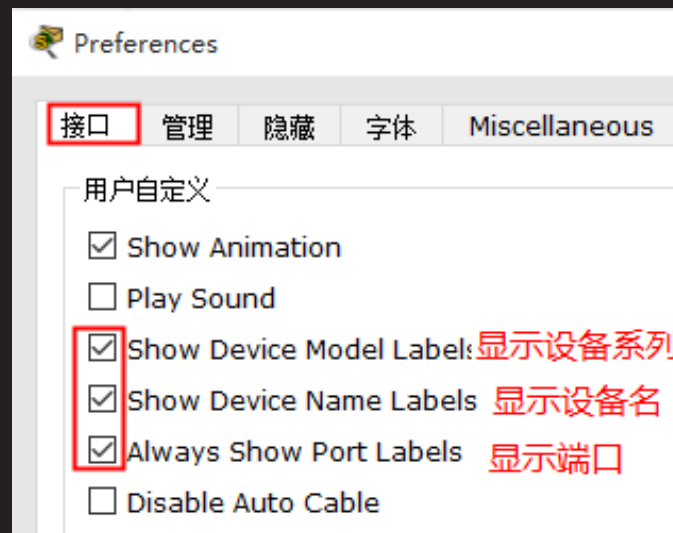 Preferences
接口 管理 隐藏 字体 Miscellaneous
用户自定义
Show Animation
Play Sound
Show Device Model Labels 显示设备系列
Show Device Name Labels 显示设备名
Always Show Port Labels 显示端口
Disable Auto Cable